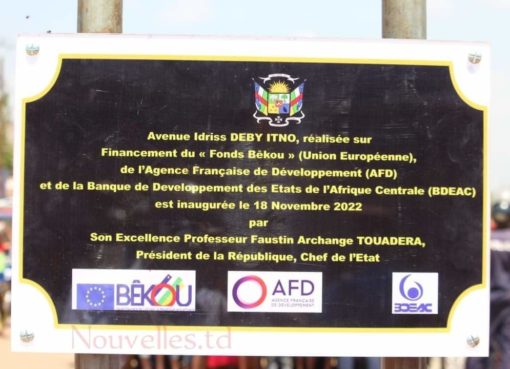 Avenue Idriss DEBY ITNO, réalisée sur
Financement du « Fonds Bêkou » (Union Européenne),
de l'Agence Française de Développement (AFD)
et de la Banque de Developpement des Etats de l'Afrique Centrale (BDEAC)
est inaugurée le 18 Novembre 2022
par
Son Excellence Professeur Faustin Archange TOUADERA,
Président de la République, Chef de l'Etat
BÊKOU
AFD
AGENCE FRANÇAISE
DE DÉVELOPPEMENT
BDEAC
Nouvelles.td